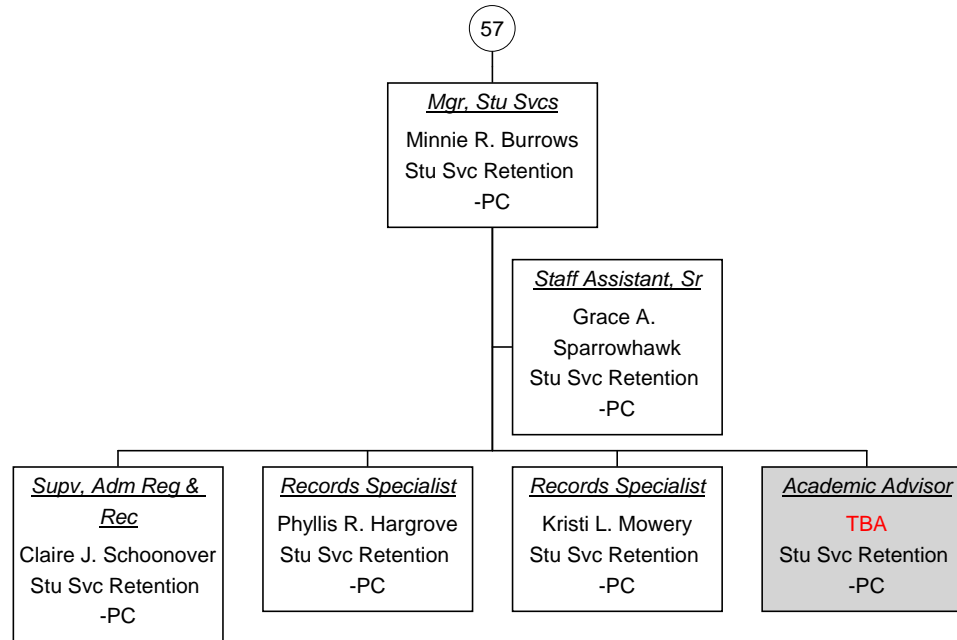 57
Mgr, Stu Svcs
Minnie R. Burrows
Stu Svc Retention
-PC
Staff Assistant, Sr
Grace A.
Sparrowhawk
Stu Svc Retention
-PC
Supv, Adm Reg &
Rec
Claire J. Schoonover
Stu Svc Retention
-PC
Records Specialist
Phyllis R. Hargrove
Stu Svc Retention
-PC
Records Specialist
Kristi L. Mowery
Stu Svc Retention
-PC
Academic Advisor
TBA
Stu Svc Retention
-PC